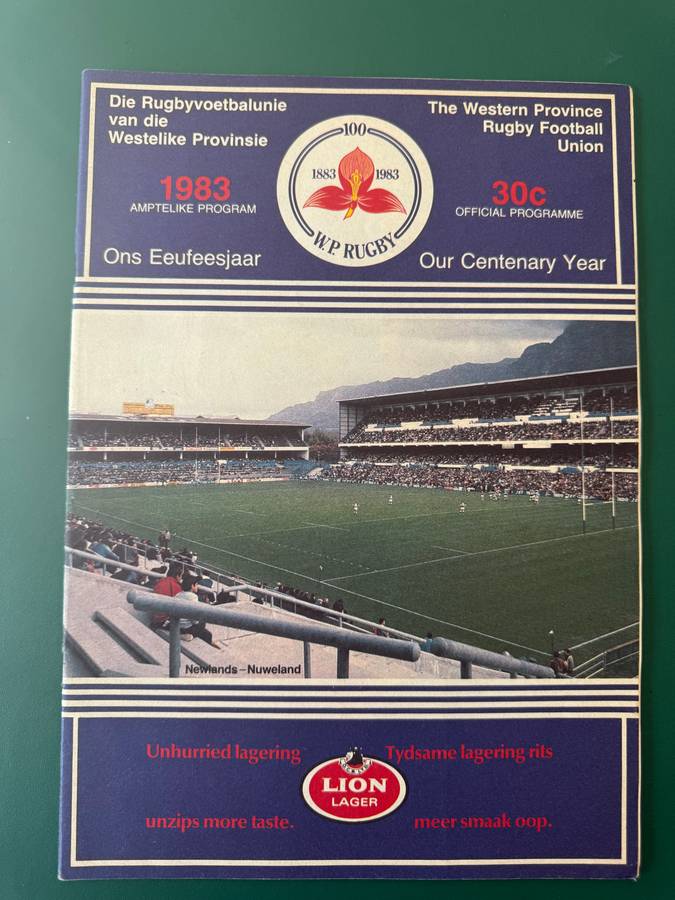 Die Rugbyvoetbalunie
van die
Westelike Provinsie
1983
AMPTELIKE PROGRAM
Ons Eeufeesjaar
100
1883 1983
W.P. RUGBY
The Western Province
Rugby Football
Union
30c
OFFICIAL PROGRAMME
Our Centenary Year
Newlands – Nuweland
Unhurried lagering
unzips more taste.
LION
LAGER
Tydsame lagering rits
meer smaak oop.